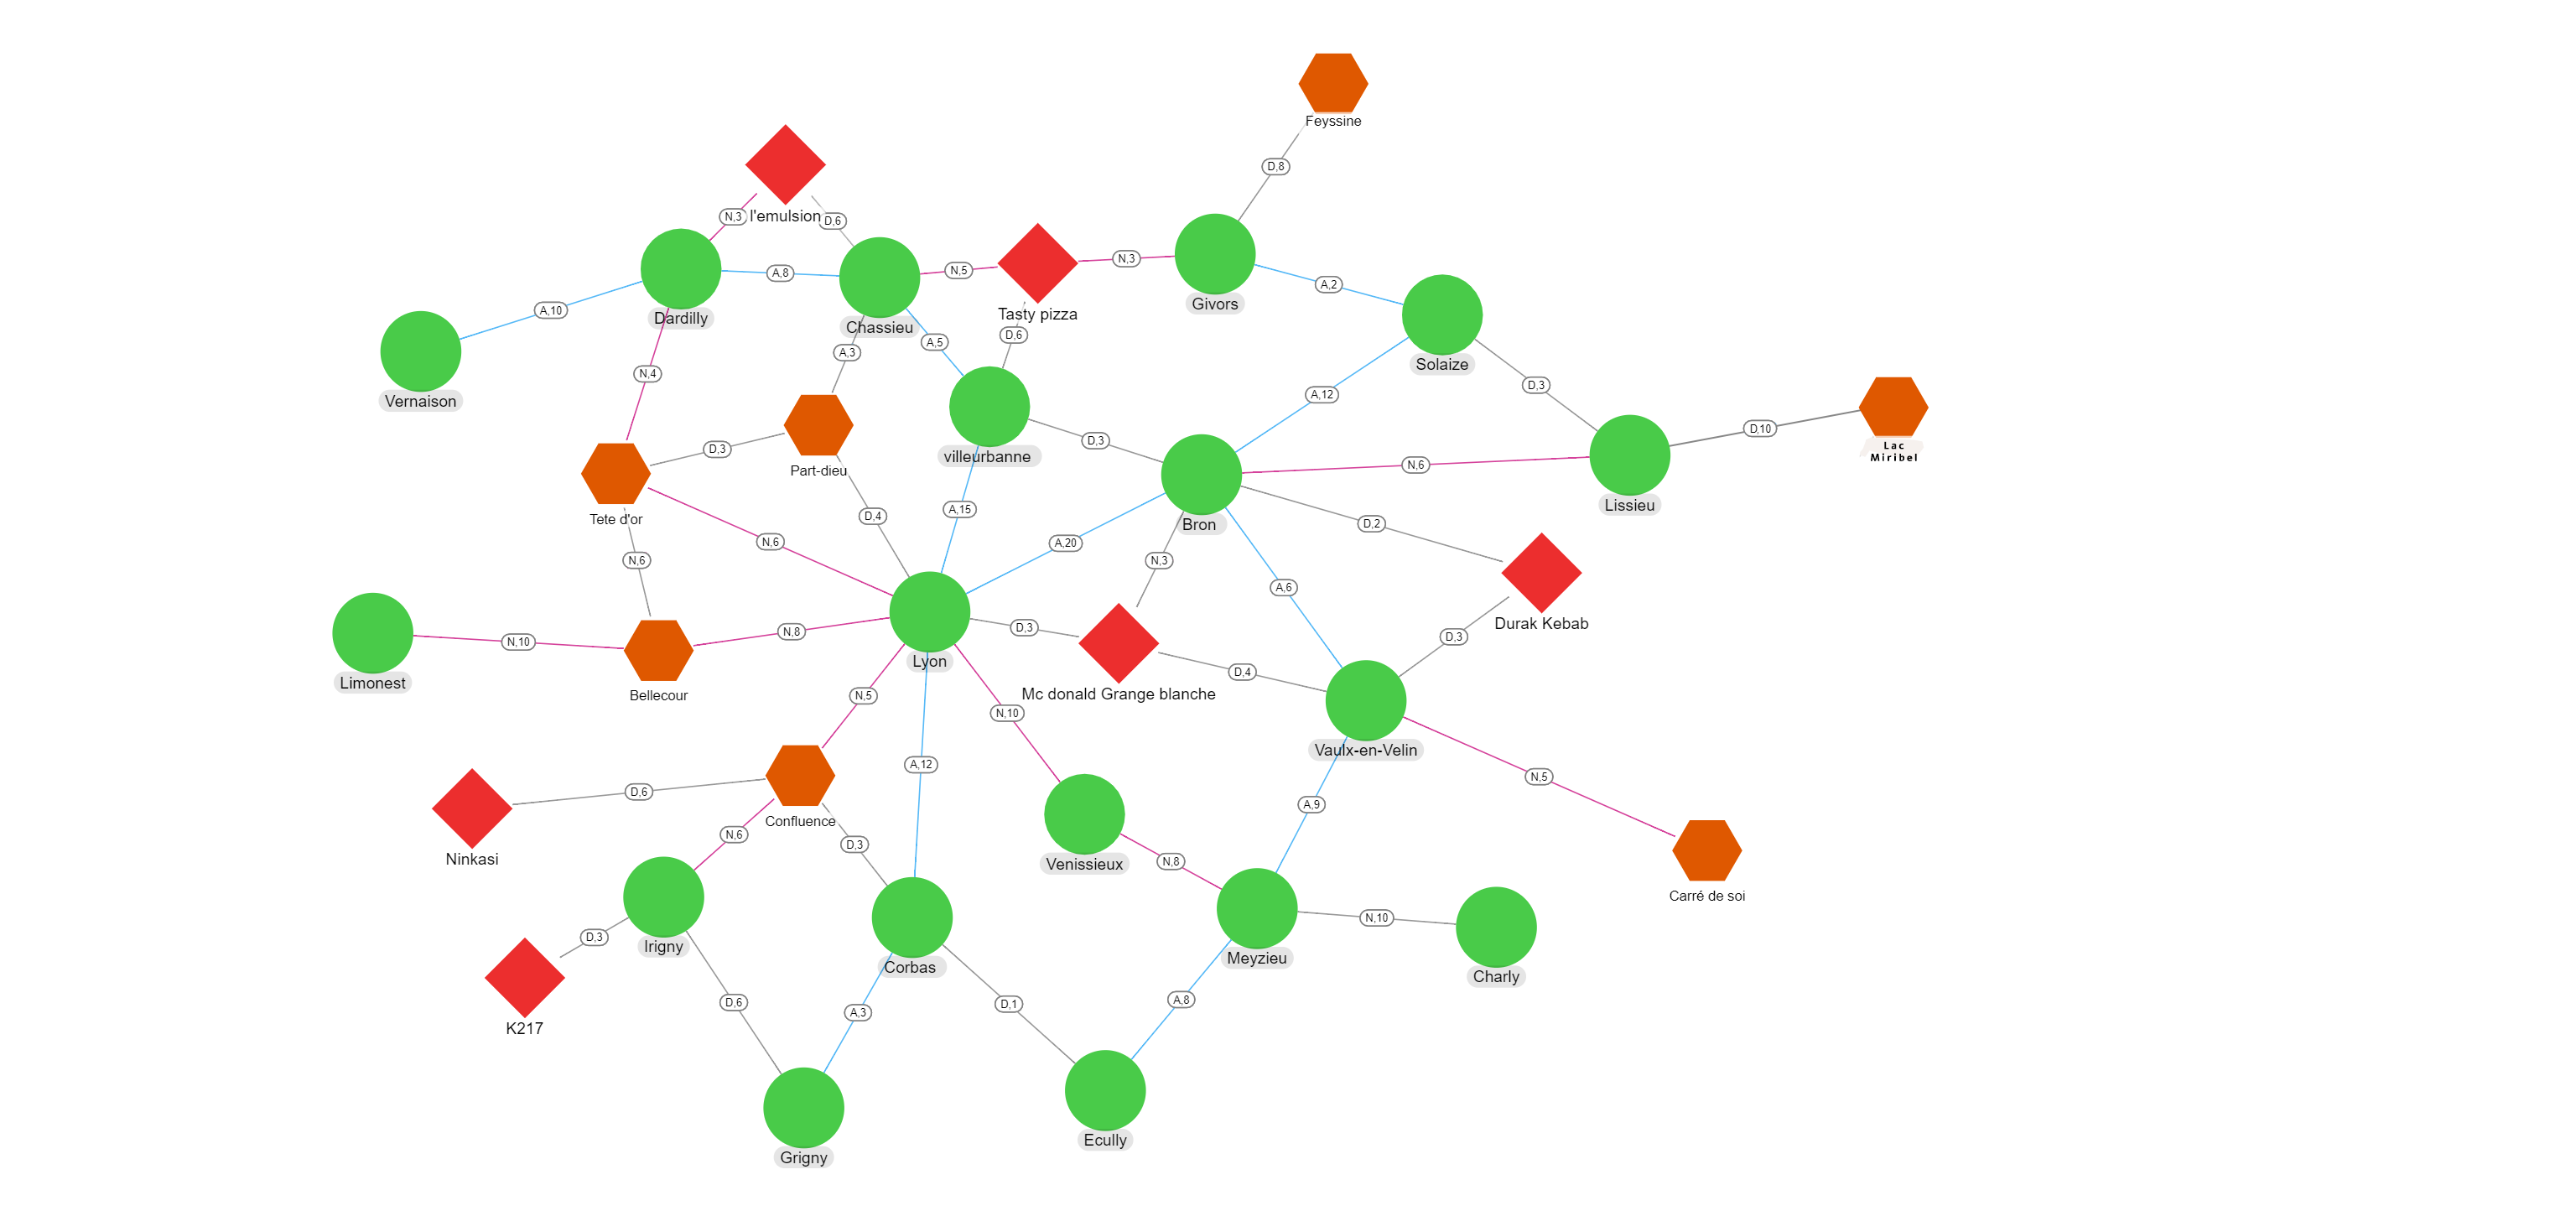 Feyssine
D,8
N,3
l'emulsion
D,6
N,3
A,8
N,5
A,2
Givors
A,10
Dardilly
Chassieu
Tasty pizza
D,6
A,5
A,3
Solaize
N,4
D,3
A,12
Vernaison
D,10
Lac
Miribel
D,3
D,3
villeurbanne
N,6
Part-dieu
Lissieu
Tete d'or
D,4
A,15
Bron
D,2
N,6
A,20
N,6
N,3
A,6
Durak Kebab
N,10
N,8
D,3
D,3
Lyon
D,4
Limonest
Bellecour
N,5
Mc donald Grange blanche
N,10
Vaulx-en-Velin
A,12
N,5
D,6
A,9
Confluence
N,6
D,3
Ninkasi
Venissieux
N,8
Carré de soi
N,10
D,3
Irigny
Meyzieu
Corbas
Charly
D,6
D,1
A,8
A,3
K217
Ecully
Grigny